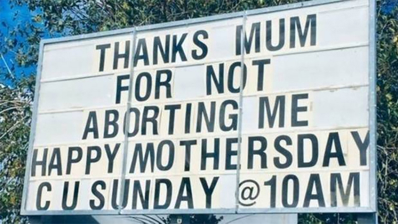 THANKS MUM
FOR NOT
ABORTING ME
HAPPY MOTHERSDAY
C U SUNDAY @10AM